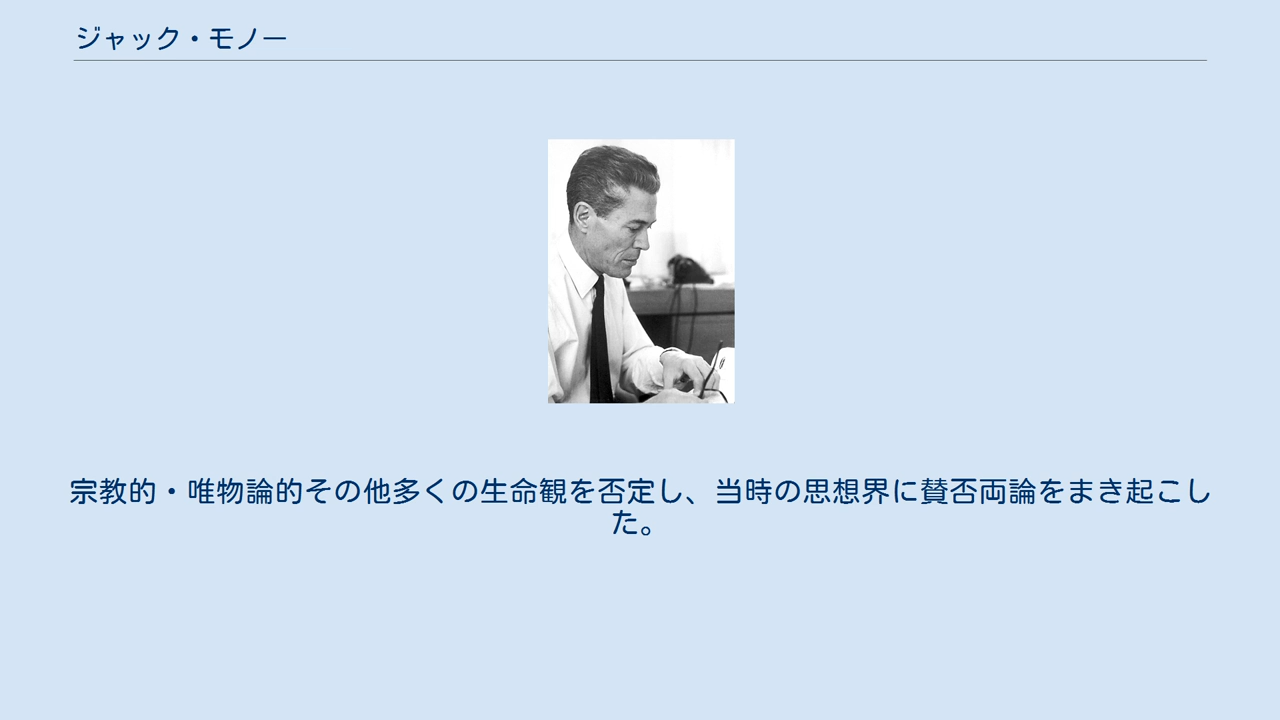 ジャック・モノー
宗教的・唯物論的その他多くの生命観を否定し、当時の思想界に賛否両論をまき起こし
た。